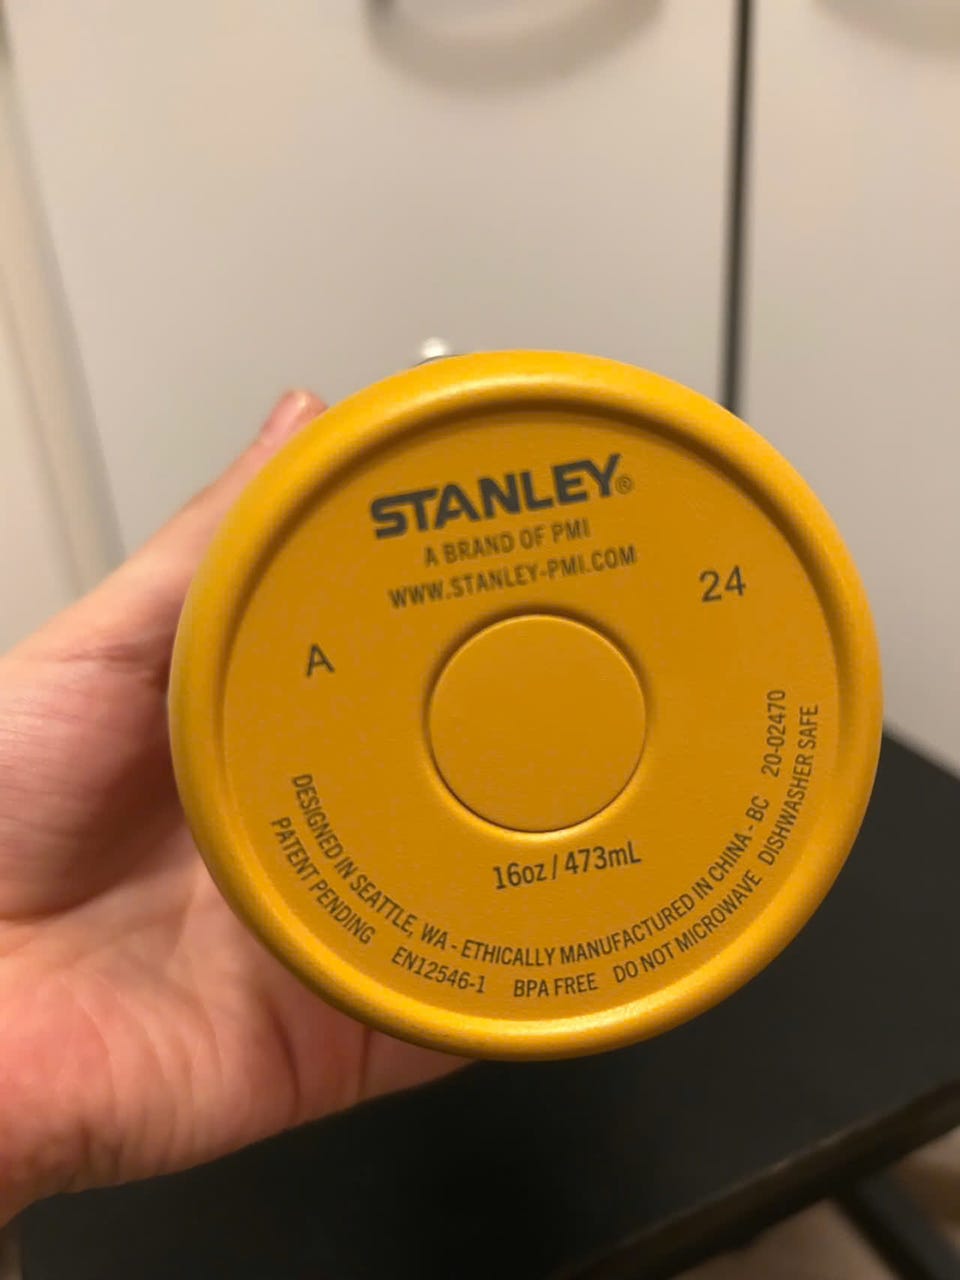 STANLEY®
A BRAND OF PMI
WWW.STANLEY-PMI.COM
24
A
16oz / 473mL
DESIGNED IN SEATTLE, WA - ETHICALLY MANUFACTURED IN CHINA - BC 20-02470
PATENT PENDING EN12546-1 BPA FREE DO NOT MICROWAVE DISHWASHER SAFE